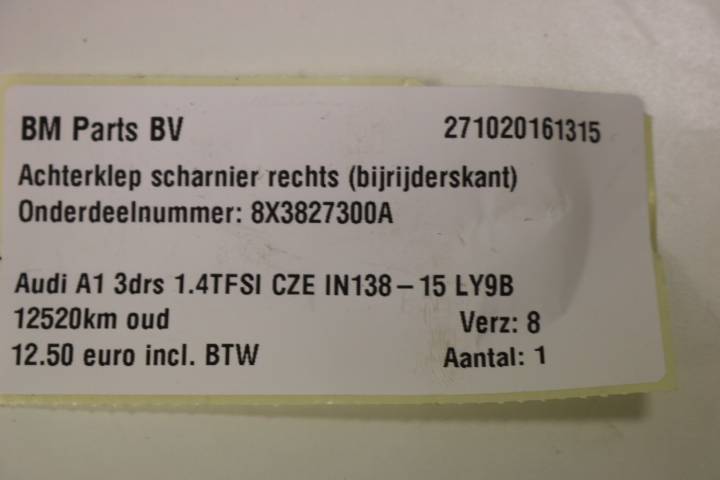 BM Parts BV 271020161315
Achterklep scharnier rechts (bijrijderskant)
Onderdeelnummer: 8X3827300A
Audi A1 3drs 1.4TFSI CZE IN138-15 LY9B
12520km oud Verz: 8
12.50 euro incl. BTW Aantal: 1